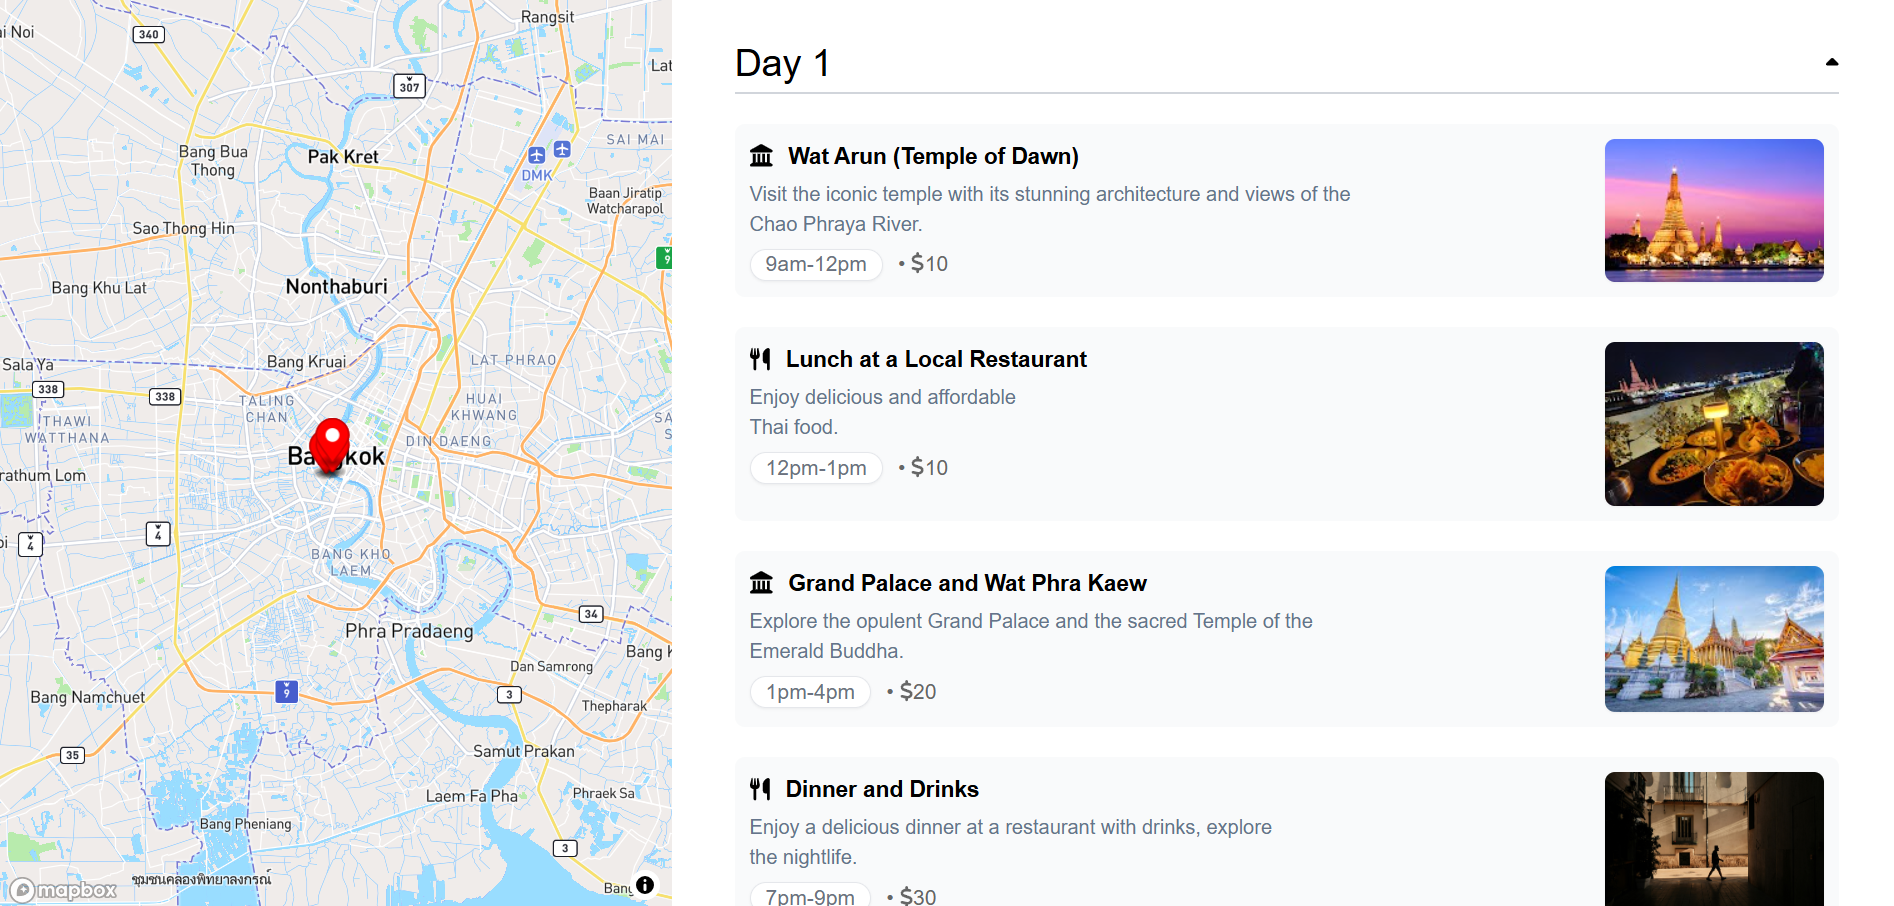 Rangsit
340
307
Pak Kret
Bang Bua
Thong
SAI MAI
DMK
Baan Jiratip
Watcharapol
Sao Thong Hin
9
Nonthaburi
Bang Khu Lat
Bang Kruai
LAT PHRAO
Sala Ya
338
338
TALING
CHAN
HUAI
KHWANG
THAWI
WATTHANA
DIN DAENG
4
4
BANG KHO
LAEM
34
Phra Pradaeng
Dan Samrong
9
3
Bang Namchuet
Thepharak
Samut Prakan
35
Laem Fa Pha
Phraek Sa
Bang Pheniang
3
ชุมชนคลองพิทยาลงกรณ์
mapbox
Day 1
Wat Arun (Temple of Dawn)
Visit the iconic temple with its stunning architecture and views of the
Chao Phraya River.
9am-12pm • $10
Lunch at a Local Restaurant
Enjoy delicious and affordable
Thai food.
12pm-1pm • $10
Grand Palace and Wat Phra Kaew
Explore the opulent Grand Palace and the sacred Temple of the
Emerald Buddha.
1pm-4pm • $20
Dinner and Drinks
Enjoy a delicious dinner at a restaurant with drinks, explore
the nightlife.
7pm-9pm • $30